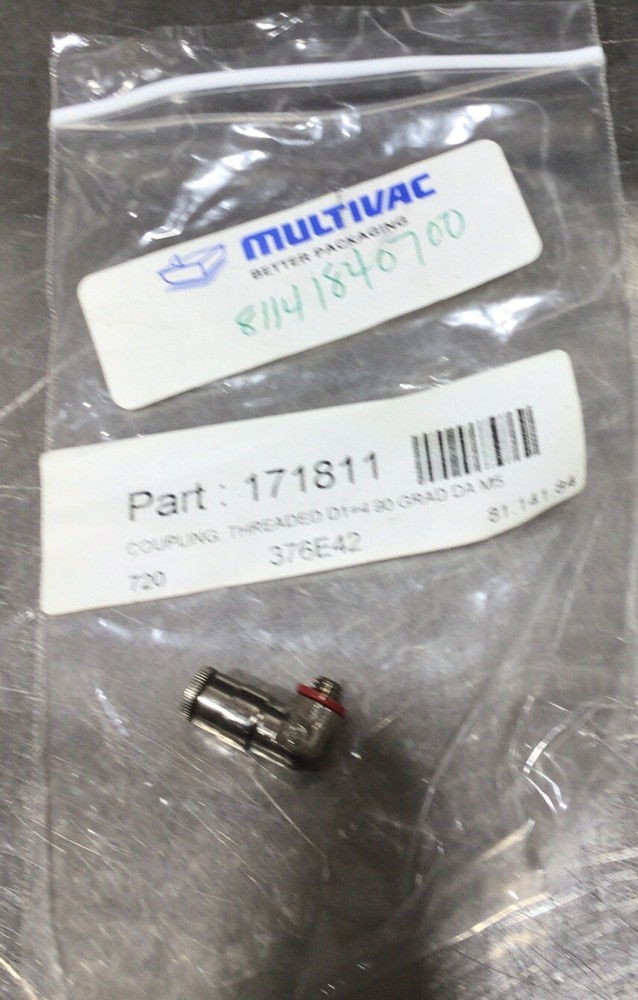 MULTIVAC
BETTER PACKAGING
81141840700
Part : 171811
COUPLING, THREADED D1=4 90 GRAD DA M5
720 376E42 81.141.84